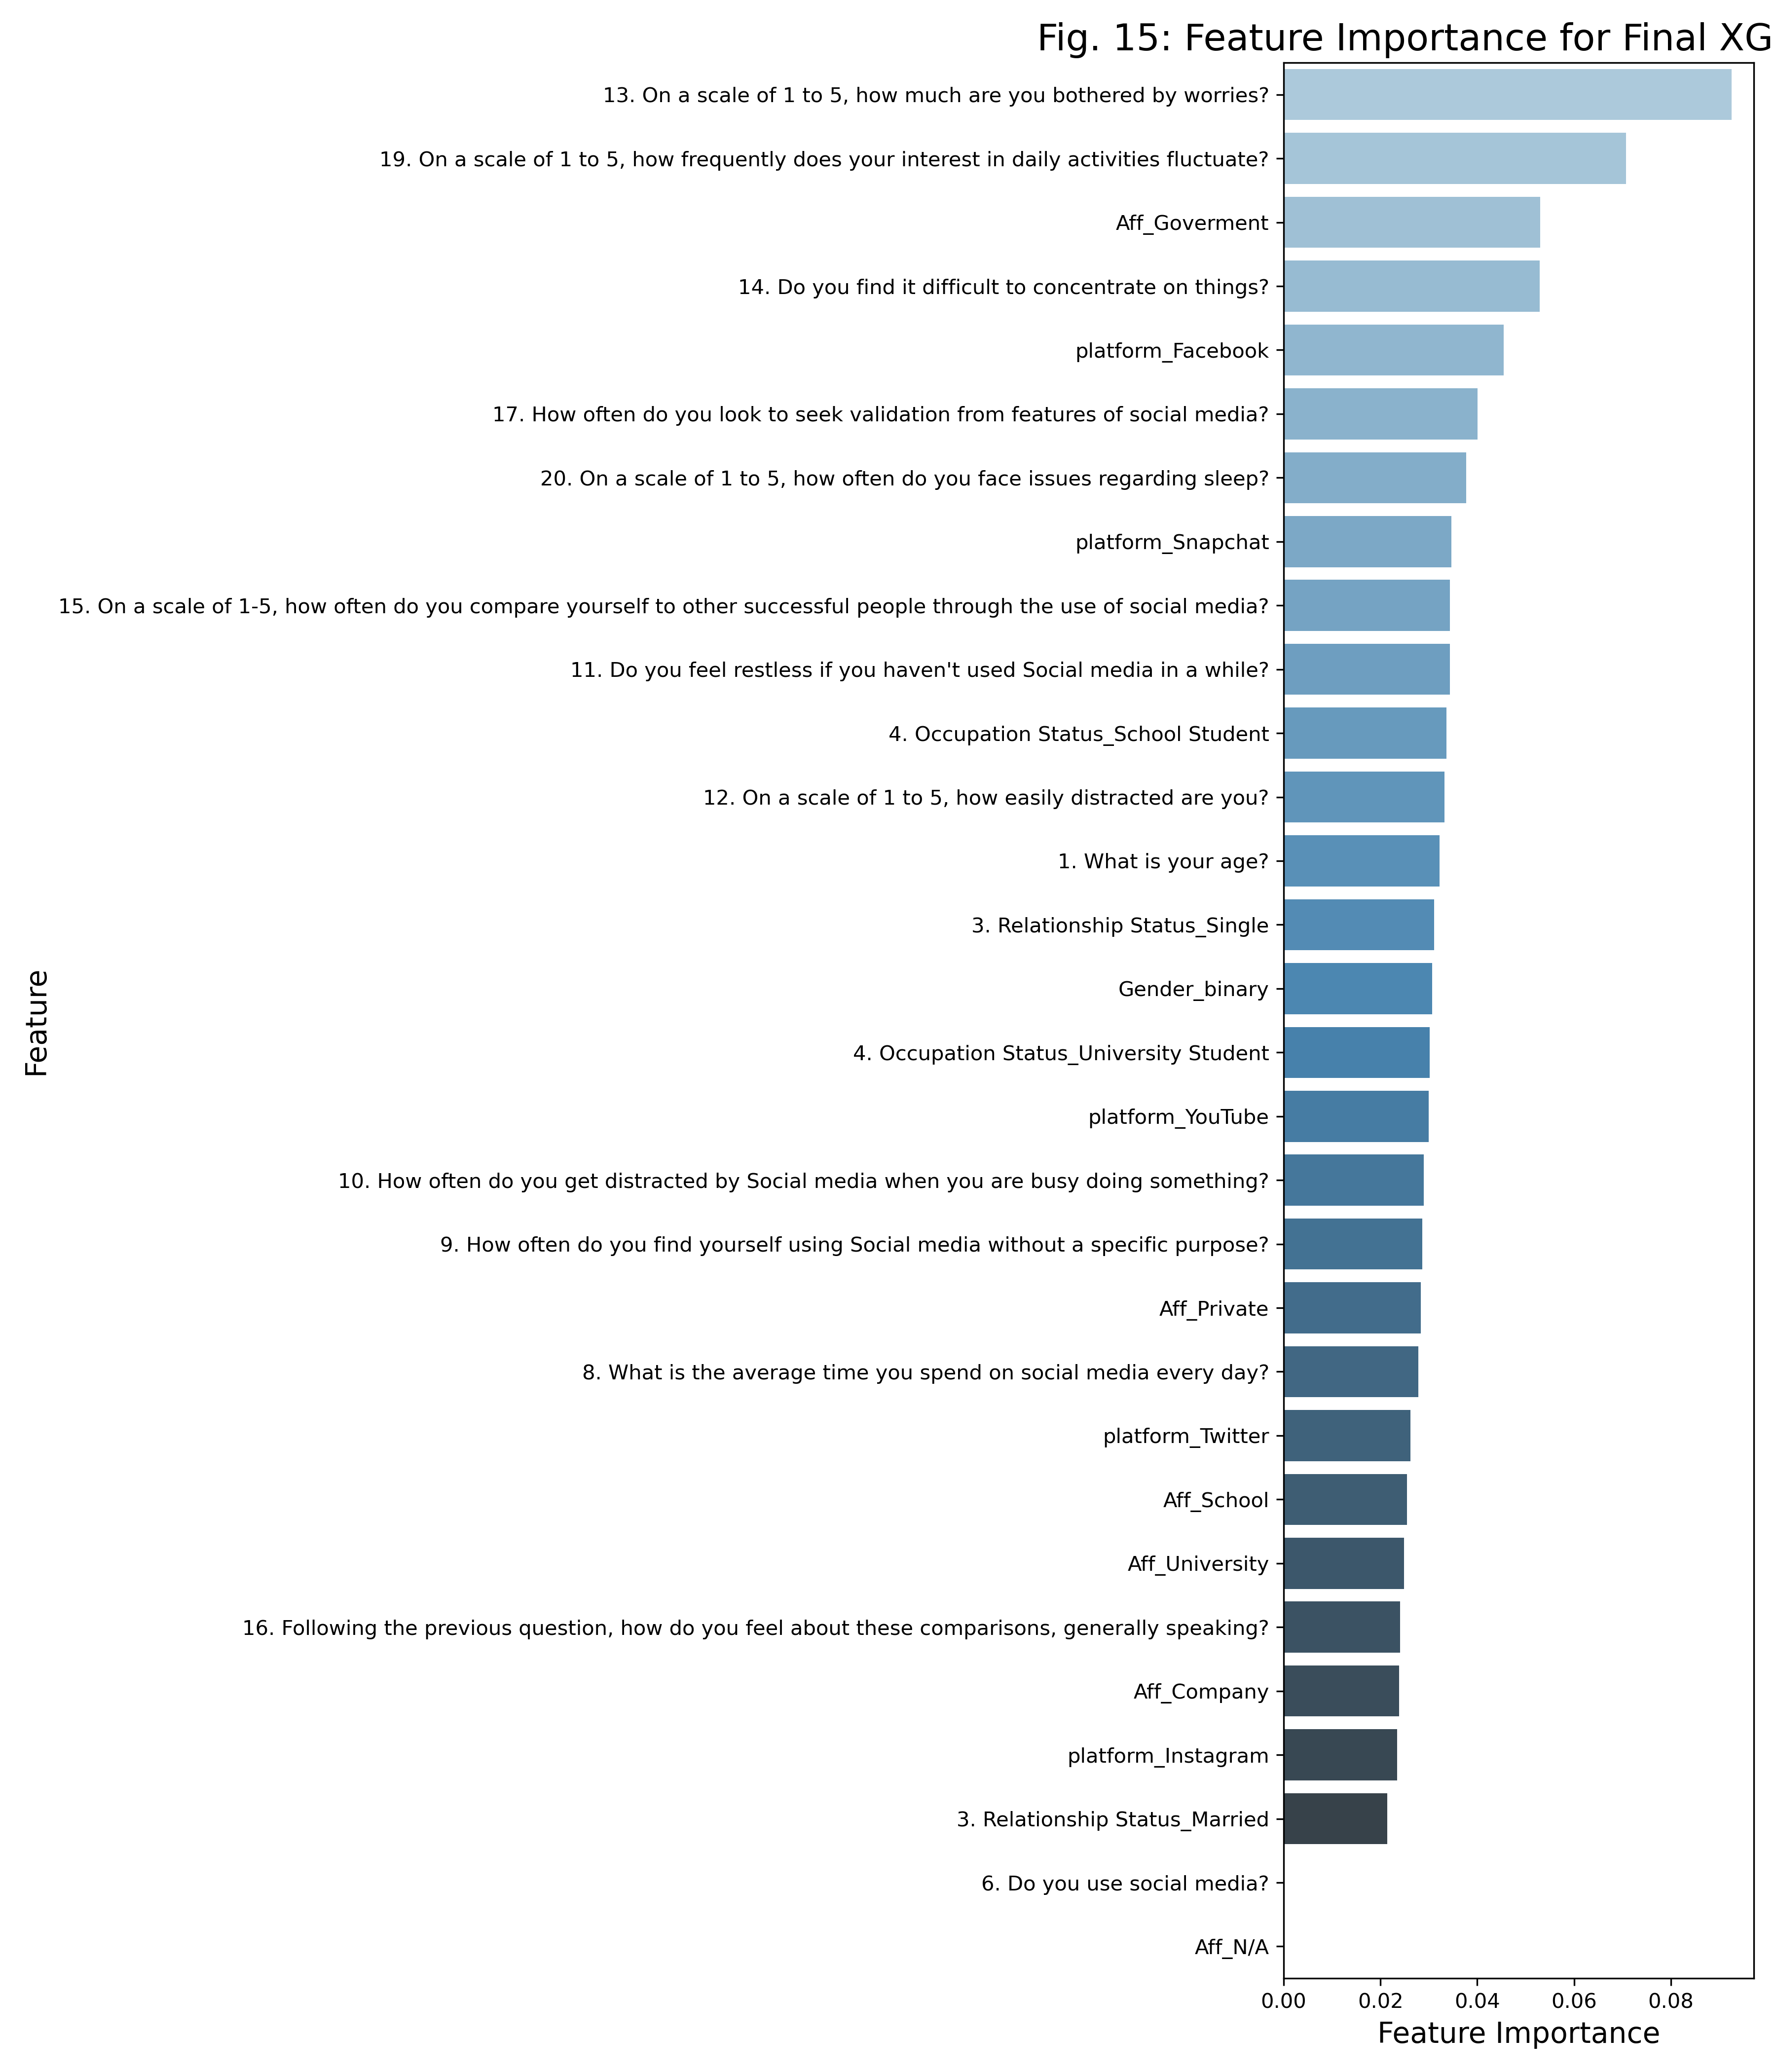 Fig. 15: Feature Importance for Final XG
13. On a scale of 1 to 5, how much are you bothered by worries?
19. On a scale of 1 to 5, how frequently does your interest in daily activities fluctuate?
Aff_Goverment
14. Do you find it difficult to concentrate on things?
platform_Facebook
17. How often do you look to seek validation from features of social media?
20. On a scale of 1 to 5, how often do you face issues regarding sleep?
platform_Snapchat
15. On a scale of 1-5, how often do you compare yourself to other successful people through the use of social media?
11. Do you feel restless if you haven't used Social media in a while?
4. Occupation Status_School Student
12. On a scale of 1 to 5, how easily distracted are you?
1. What is your age?
3. Relationship Status_Single
Gender_binary
4. Occupation Status_University Student
platform_YouTube
10. How often do you get distracted by Social media when you are busy doing something?
9. How often do you find yourself using Social media without a specific purpose?
Aff_Private
8. What is the average time you spend on social media every day?
platform_Twitter
Aff_School
Aff_University
16. Following the previous question, how do you feel about these comparisons, generally speaking?
Aff_Company
platform_Instagram
3. Relationship Status_Married
6. Do you use social media?
Aff_N/A
Feature
0.00 0.02 0.04 0.06 0.08
Feature Importance